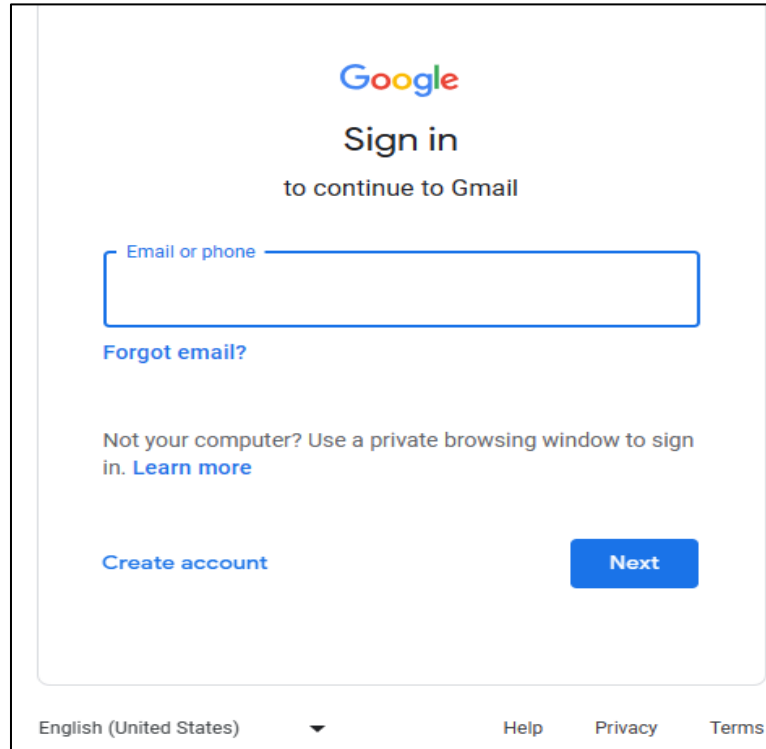 Google
Sign in
to continue to Gmail
Email or phone
Forgot email?
Not your computer? Use a private browsing window to sign
in. Learn more
Create account
Next
English (United States)
Help
Privacy
Terms